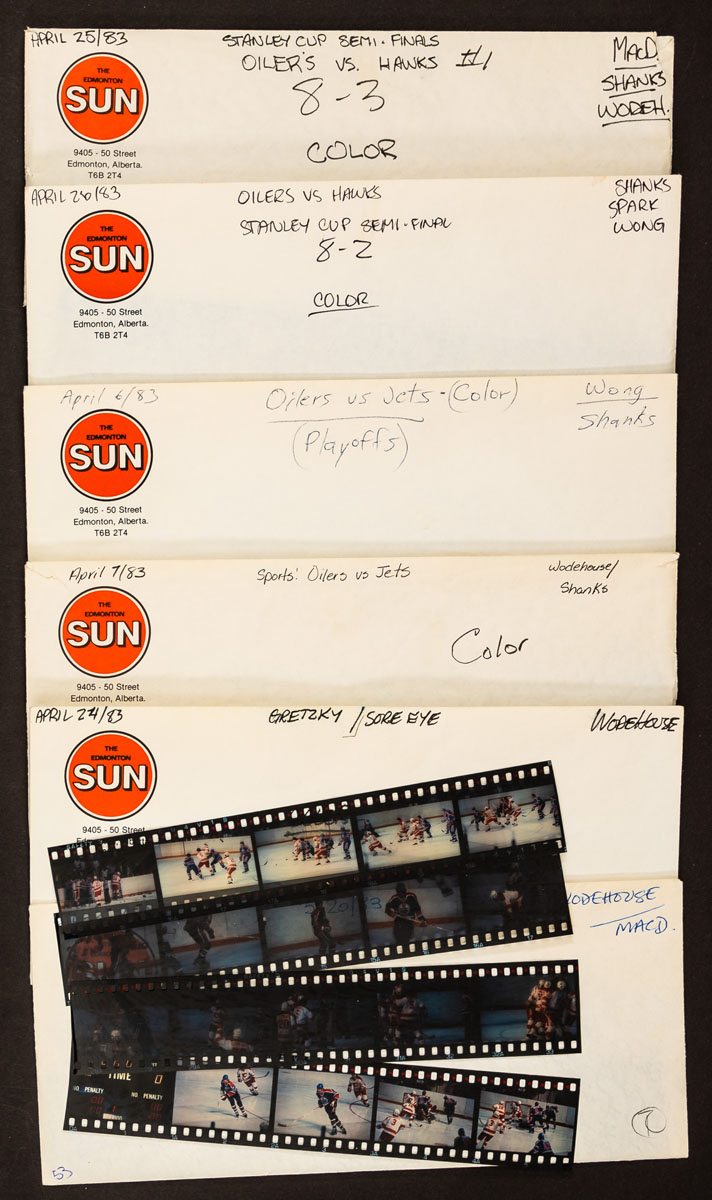 APRIL 25/83
STANLEY CUP SEMI-FINALS
OILER'S VS. HAWKS #1
8-3
COLOR
MACD.
SHANKS
WODEH.
THE
EDMONTON
SUN
9405 - 50 Street
Edmonton, Alberta.
T6B 2T4
APRIL 26/83
OILERS VS HAWKS
STANLEY CUP SEMI-FINAL
8-2
COLOR
SHANKS
SPARK
WONG
THE
EDMONTON
SUN
9405 - 50 Street
Edmonton, Alberta.
T6B 2T4
April 6/83
Oilers vs Jets - (Color)
(Playoffs)
Wong
Shanks
THE
EDMONTON
SUN
9405 - 50 Street
Edmonton, Alberta.
T6B 2T4
April 7/83
Sports: Oilers vs Jets
Wodehouse/
Shanks
Color
THE
EDMONTON
SUN
9405 - 50 Street
Edmonton, Alberta.
APRIL 24/83
GRETZKY // SORE EYE
WODEHOUSE
THE
EDMONTON
SUN
9405 - 50 Street
WODEHOUSE
MACD.
TIME 0
NO PENALTY
NO PENALTY
53